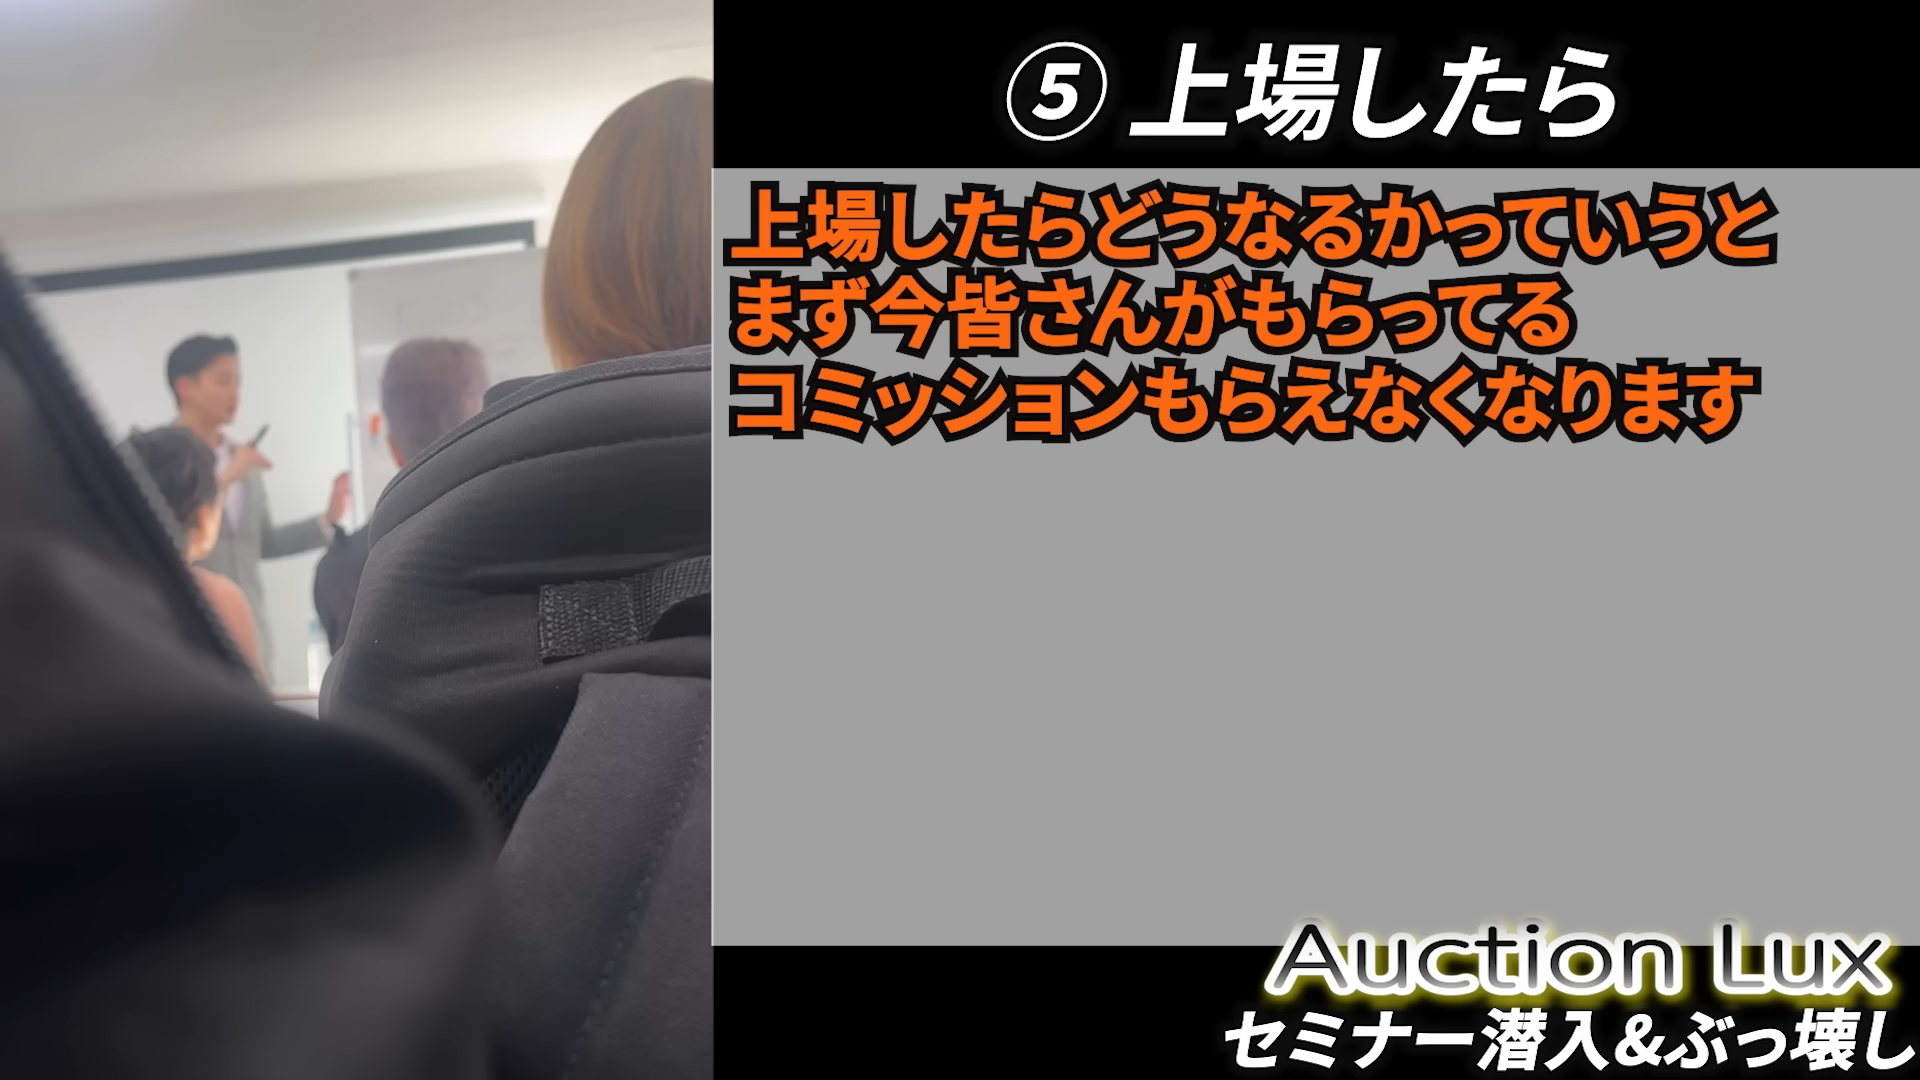 ⑤ 上場したら
上場したらどうなるかっていうと
まず今皆さんがもらってる
コミッションもらえなくなります
Auction Lux
セミナー潜入&ぶっ壊し